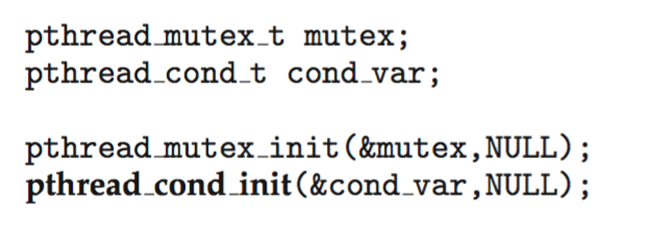 pthread_mutex_t mutex;
pthread_cond_t cond_var;
pthread_mutex_init(&mutex,NULL);
pthread_cond_init(&cond_var,NULL);